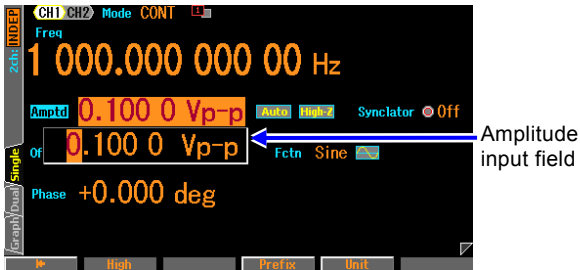 2ch: INDEP
CH1 CH2 Mode CONT 1
Freq
1 000.000 000 00 Hz
Amptd 0.100 0 Vp-p Auto High-Z Synclator Off
Of 0.100 0 Vp-p Fctn Sine
Amplitude
input field
Phase +0.000 deg
Graph Dual Single
High Prefix Unit